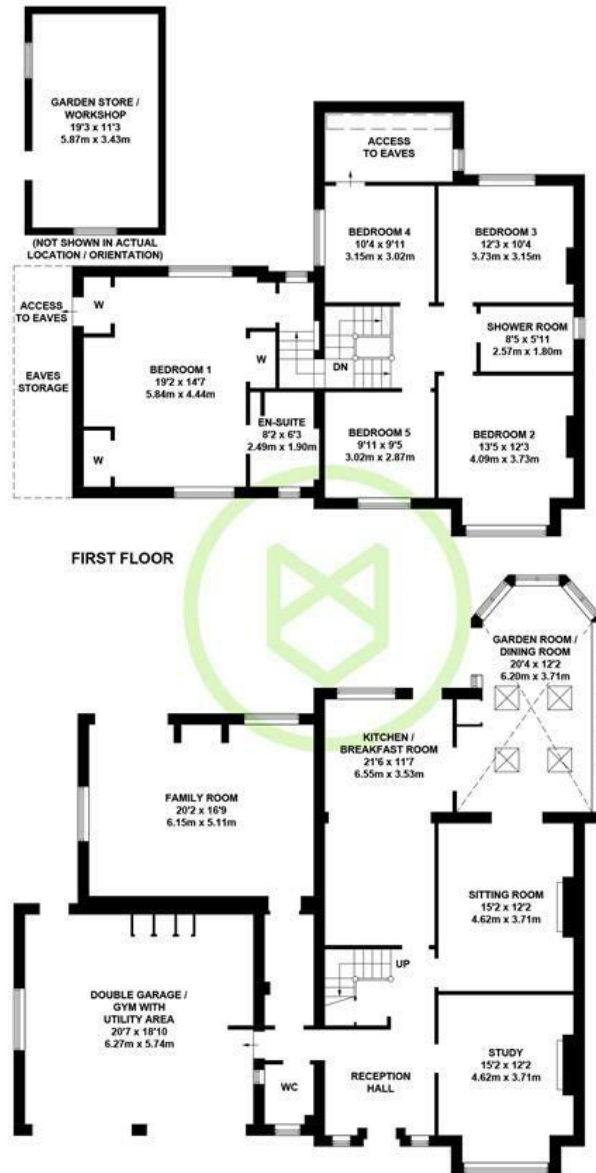 GARDEN STORE /
WORKSHOP
19'3 x 11'3
5.87m x 3.43m
(NOT SHOWN IN ACTUAL
LOCATION / ORIENTATION)
ACCESS
TO EAVES
BEDROOM 4
10'4 x 9'11
3.15m x 3.02m
BEDROOM 3
12'3 x 10'4
3.73m x 3.15m
ACCESS
TO EAVES
W
EAVES
STORAGE
BEDROOM 1
19'2 x 14'7
5.84m x 4.44m
W
W
DN
SHOWER ROOM
8'5 x 5'11
2.57m x 1.80m
EN-SUITE
8'2 x 6'3
2.49m x 1.90m
BEDROOM 5
9'11 x 9'5
3.02m x 2.87m
BEDROOM 2
13'5 x 12'3
4.09m x 3.73m
FIRST FLOOR
GARDEN ROOM /
DINING ROOM
20'4 x 12'2
6.20m x 3.71m
KITCHEN /
BREAKFAST ROOM
21'6 x 11'7
6.55m x 3.53m
FAMILY ROOM
20'2 x 16'9
6.15m x 5.11m
SITTING ROOM
15'2 x 12'2
4.62m x 3.71m
UP
DOUBLE GARAGE /
GYM WITH
UTILITY AREA
20'7 x 18'10
6.27m x 5.74m
STUDY
15'2 x 12'2
4.62m x 3.71m
WC
RECEPTION
HALL